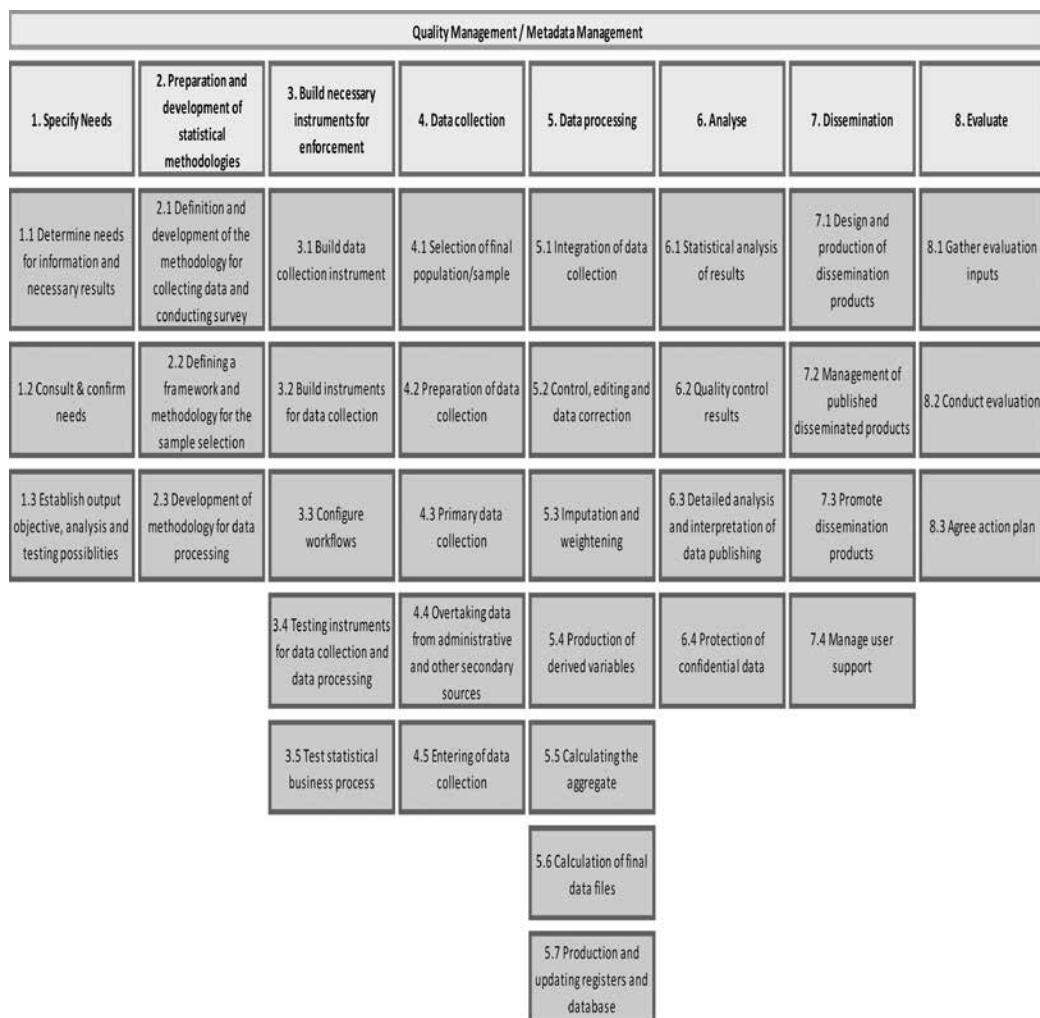 Quality Management / Metadata Management
1. Specify Needs
2. Preparation and
development of
statistical
methodologies
3. Build necessary
instruments for
enforcement
4. Data collection
5. Data processing
6. Analyse
7. Dissemination
8. Evaluate
1.1 Determine needs
for information and
necessary results
2.1 Definition and
development of the
methodology for
collecting data and
conducting survey
3.1 Build data
collection instrument
4.1 Selection of final
population/sample
5.1 Integration of data
collection
6.1 Statistical analysis
of results
7.1 Design and
production of
dissemination
products
8.1 Gather evaluation
inputs
1.2 Consult & confirm
needs
2.2 Defining a
framework and
methodology for the
sample selection
3.2 Build instruments
for data collection
4.2 Preparation of data
collection
5.2 Control, editing and
data correction
6.2 Quality control
results
7.2 Management of
published
disseminated products
8.2 Conduct evaluation
1.3 Establish output
objective, analysis and
testing possiblities
2.3 Development of
methodology for data
processing
3.3 Configure
workflows
4.3 Primary data
collection
5.3 Imputation and
weightening
6.3 Detailed analysis
and interpretation of
data publishing
7.3 Promote
dissemination
products
8.3 Agree action plan
3.4 Testing instruments
for data collection and
data processing
4.4 Overtaking data
from administrative
and other secondary
sources
5.4 Production of
derived variables
6.4 Protection of
confidential data
7.4 Manage user
support
3.5 Test statistical
business process
4.5 Entering of data
collection
5.5 Calculating the
aggregate
5.6 Calculation of final
data files
5.7 Production and
updating registers and
database